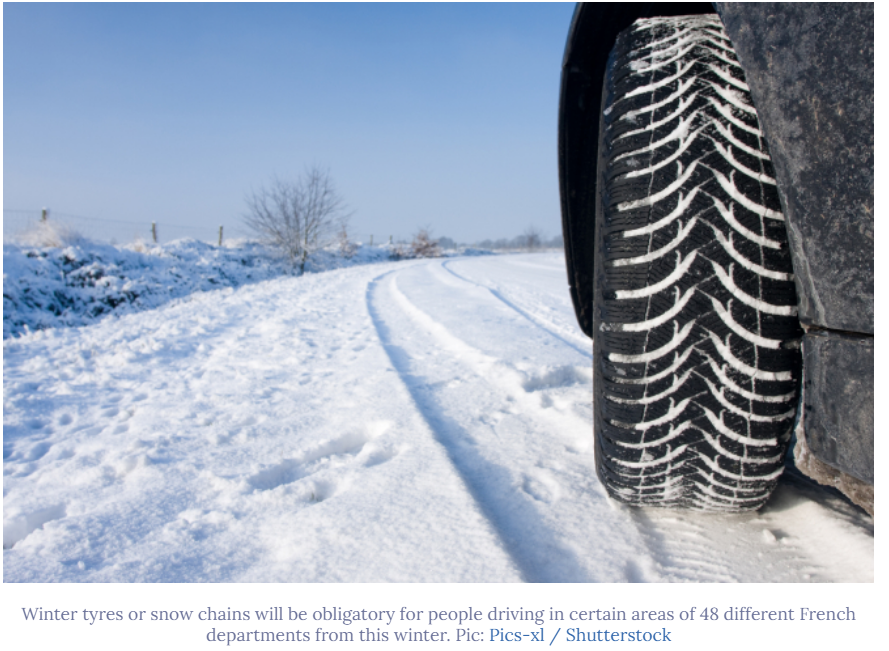 Winter tyres or snow chains will be obligatory for people driving in certain areas of 48 different French
departments from this winter. Pic: Pics-xl / Shutterstock